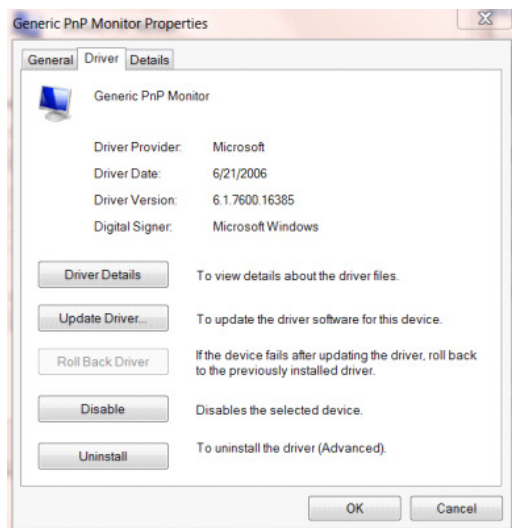 Generic PnP Monitor Properties
General Driver Details
Generic PnP Monitor
Driver Provider: Microsoft
Driver Date: 6/21/2006
Driver Version: 6.1.7600.16385
Digital Signer: Microsoft Windows
Driver Details To view details about the driver files.
Update Driver... To update the driver software for this device.
Roll Back Driver If the device fails after updating the driver, roll back
to the previously installed driver.
Disable Disables the selected device.
Uninstall To uninstall the driver (Advanced).
OK Cancel